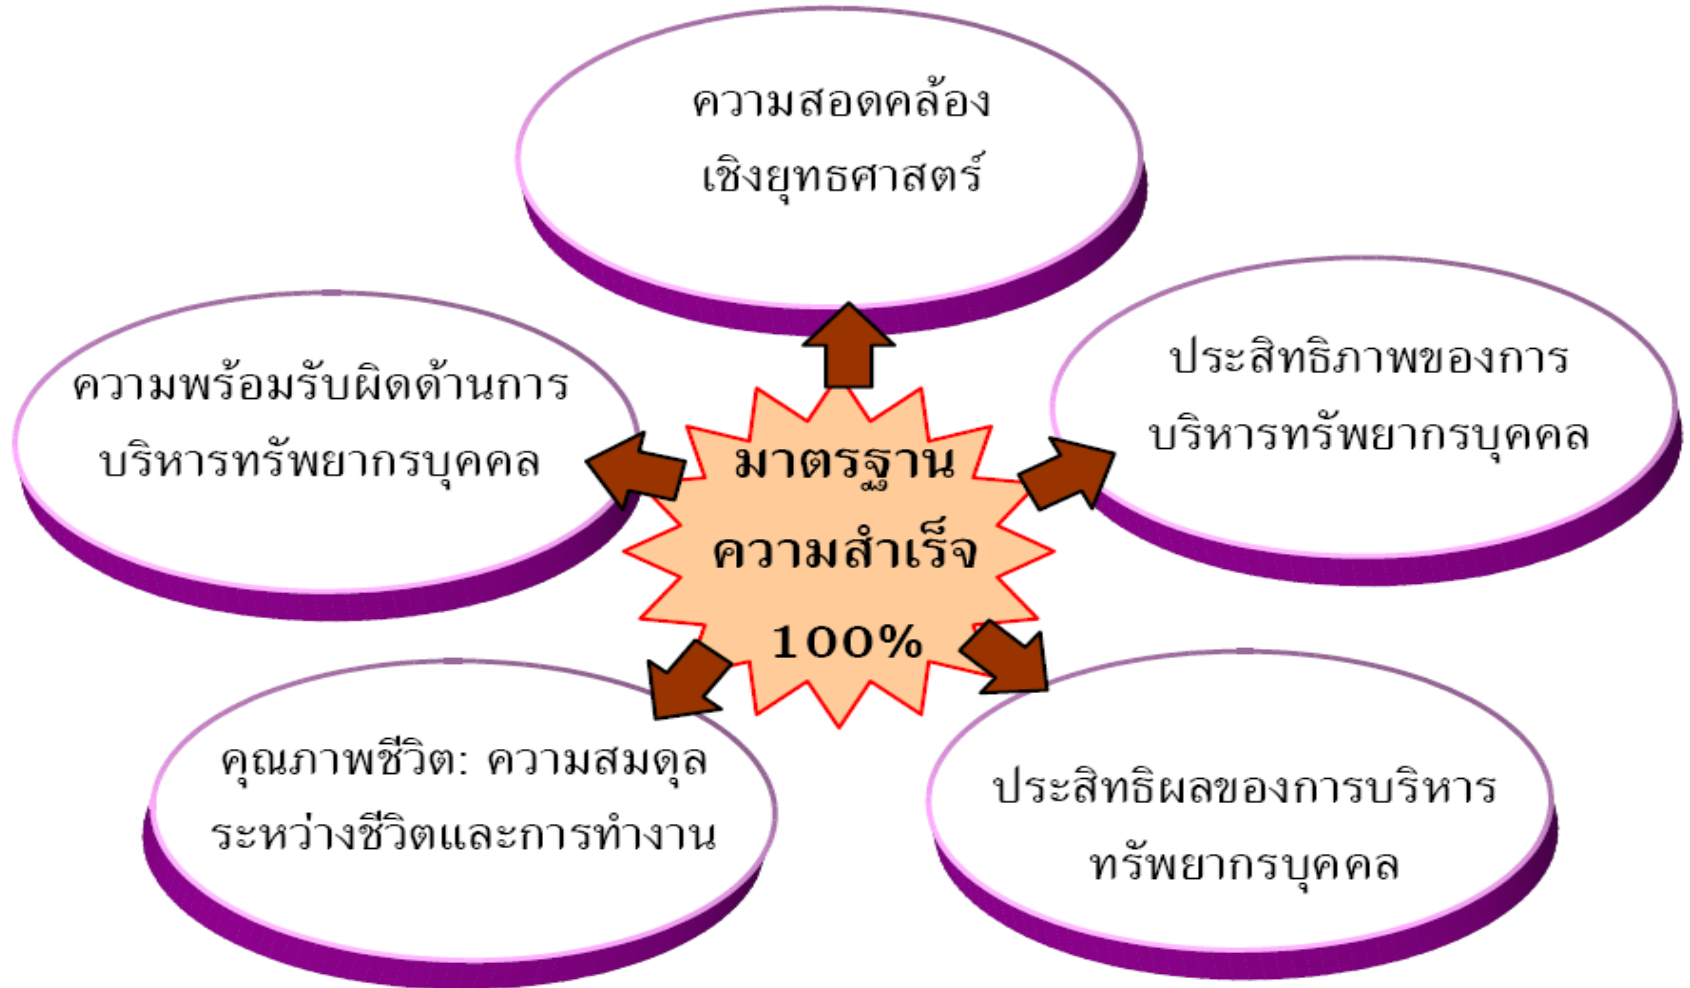 ความสอดคล้อง
เชิงยุทธศาสตร์
ประสิทธิภาพของการ
บริหารทรัพยากรบุคคล
ความพร้อมรับผิดด้านการ
บริหารทรัพยากรบุคคล
มาตรฐาน
ความสำเร็จ
100%
คุณภาพชีวิต: ความสมดุล
ระหว่างชีวิตและการทำงาน
ประสิทธิผลของการบริหาร
ทรัพยากรบุคคล